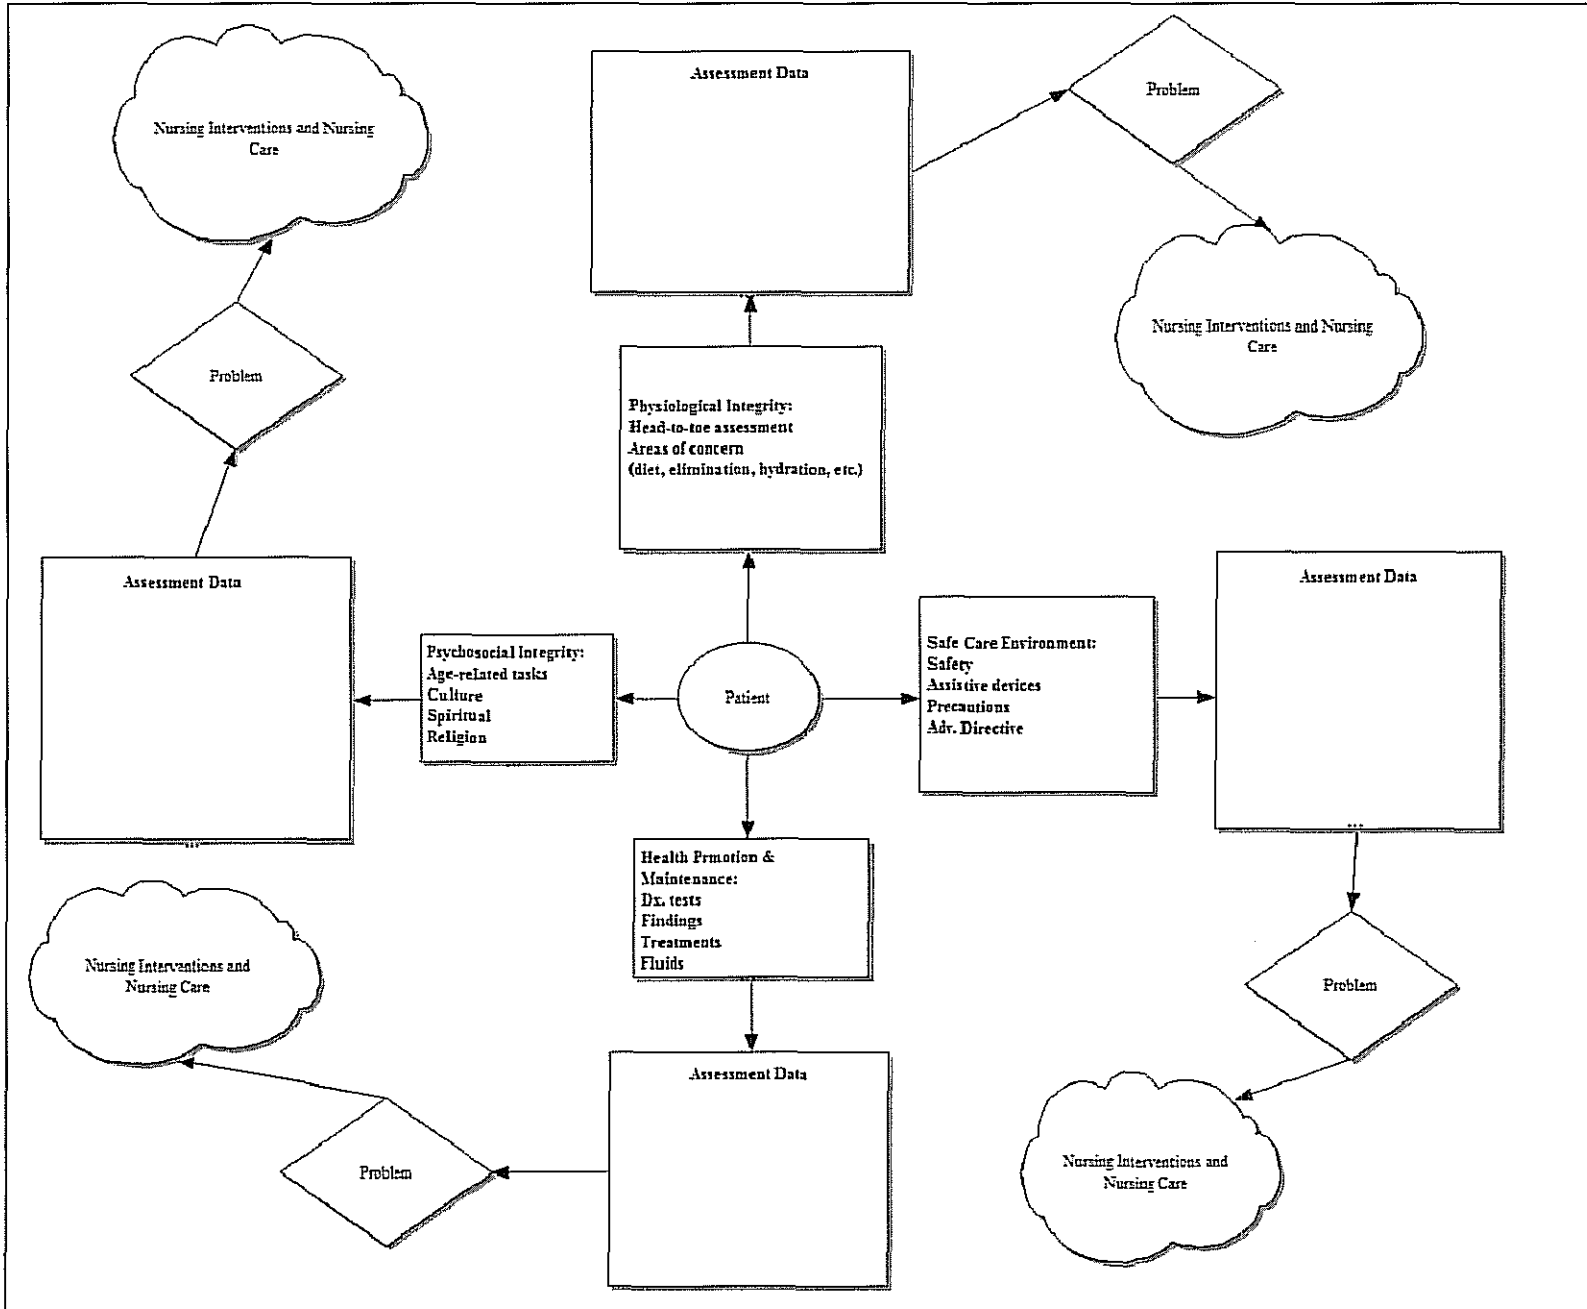 Assessment Data
Problem
Nursing Interventions and Nursing
Care
Nursing Interventions and Nursing
Care
Problem
Physiological Integrity:
Head-to-toe assessment
Areas of concern
(diet, elimination, hydration, etc.)
Assessment Data
Assessment Data
Psychosocial Integrity:
Age-related tasks
Culture
Spiritual
Religion
Patient
Safe Care Environment:
Safety
Assistive devices
Precautions
Adv. Directive
...
...
Health Prmotion &
Maintenance:
Dx. tests
Findings
Treatments
Fluids
Nursing Interventions and
Nursing Care
Problem
Assessment Data
Problem
Nursing Interventions and
Nursing Care